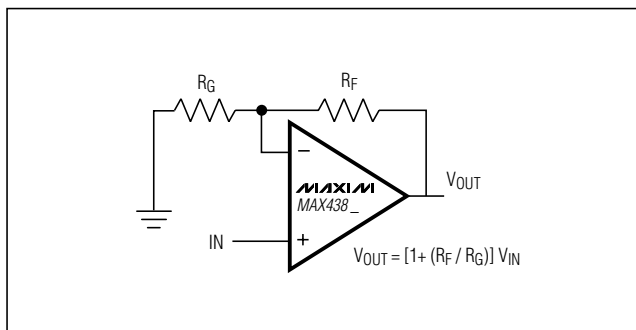 RG
RF
−
MAXIM
MAX438_
VOUT
IN
+
VOUT = [1+ (RF / RG)] VIN